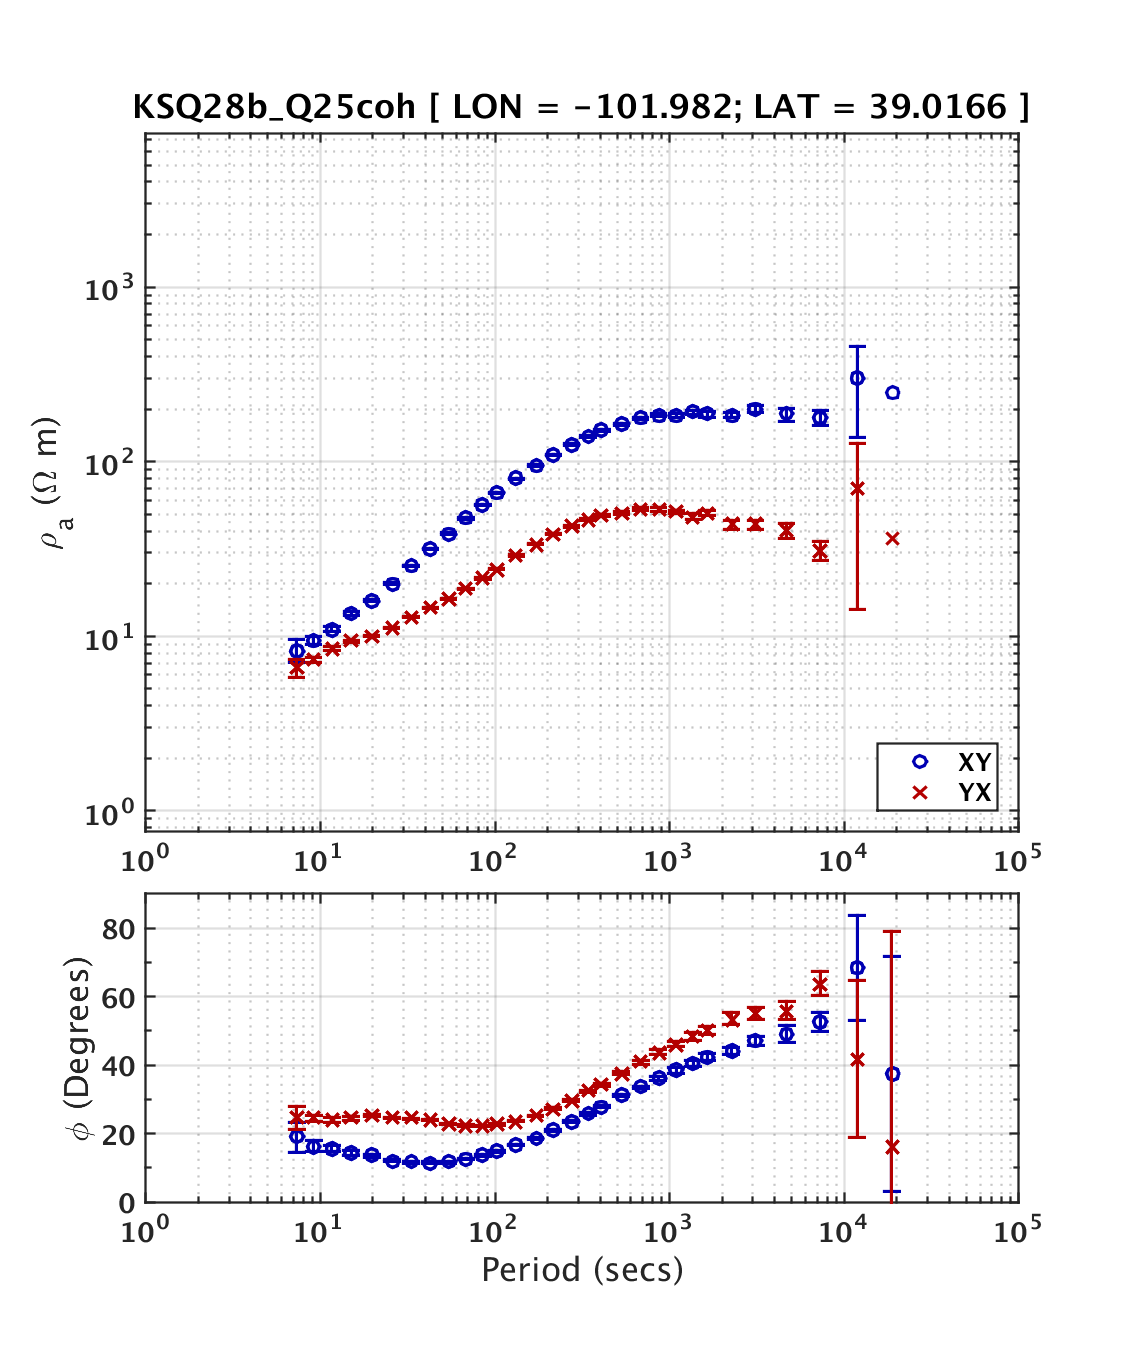 KSQ28b_Q25coh [ LON = −101.982; LAT = 39.0166 ]
10³
10²
10¹
10⁰
ρa (Ω m)
XY
YX
10⁰ 10¹ 10² 10³ 10⁴ 10⁵
80
60
40
20
0
ϕ (Degrees)
10⁰ 10¹ 10² 10³ 10⁴ 10⁵
Period (secs)